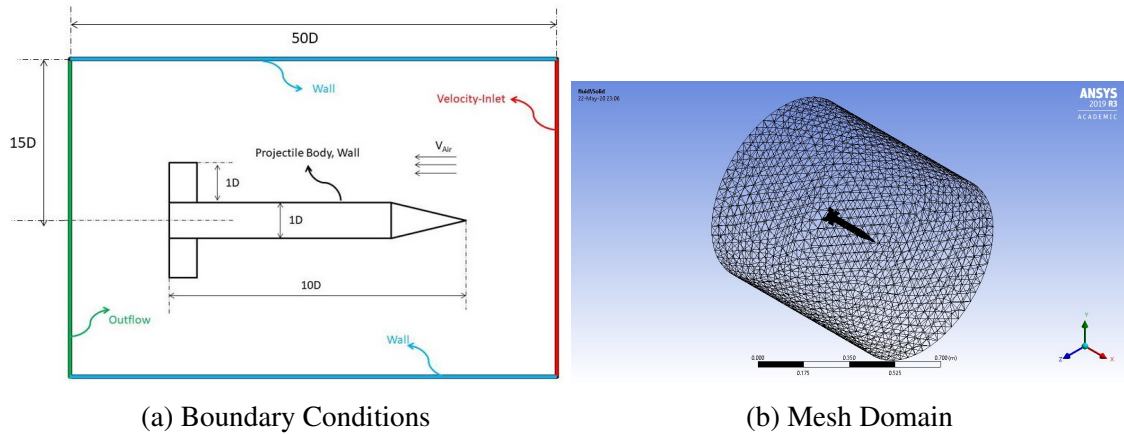 50D
Wall
Velocity-Inlet
15D
V_Air
Projectile Body, Wall
1D
1D
10D
Outflow
Wall
(a) Boundary Conditions
fluid\Solid
22-May-20 23:06
ANSYS
2019 R3
ACADEMIC
0.000
0.350
0.700 (m)
0.175
0.525
Y
Z
X
(b) Mesh Domain